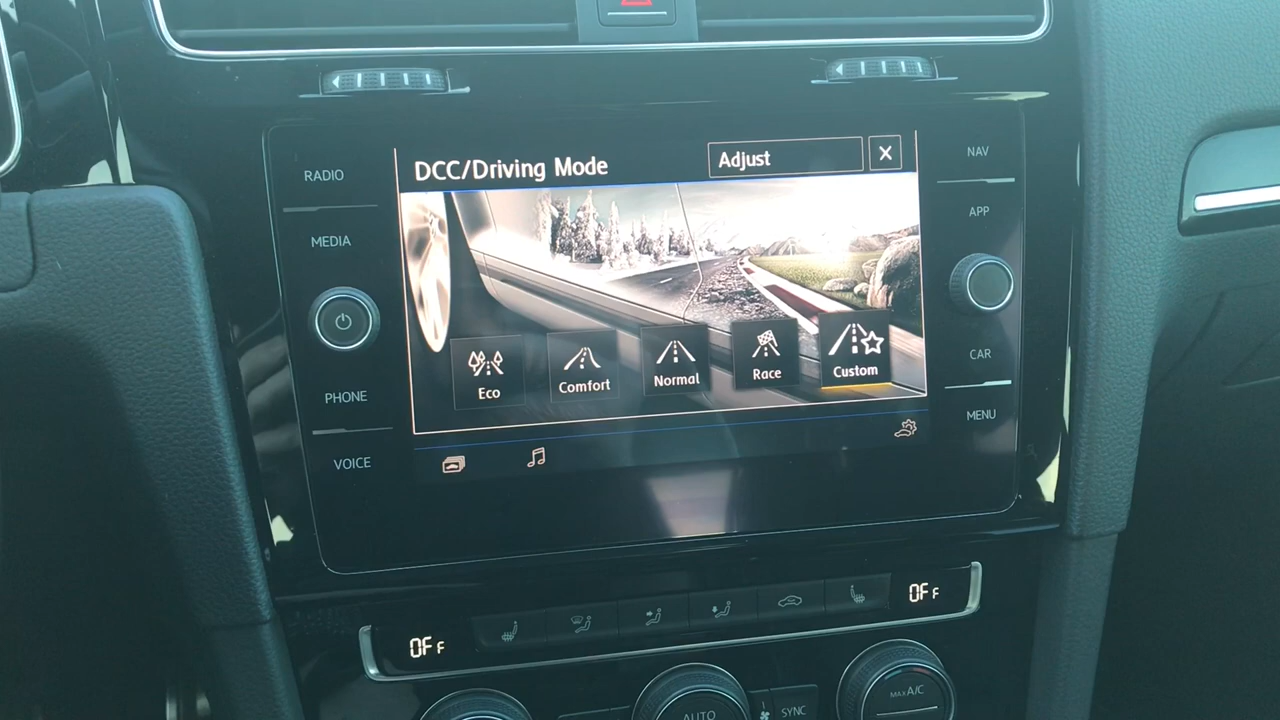 RADIO
MEDIA
PHONE
VOICE
DCC/Driving Mode
Adjust
X
Eco
Comfort
Normal
Race
Custom
NAV
APP
CAR
MENU
OFF
OFF
AUTO
SYNC
MAX A/C